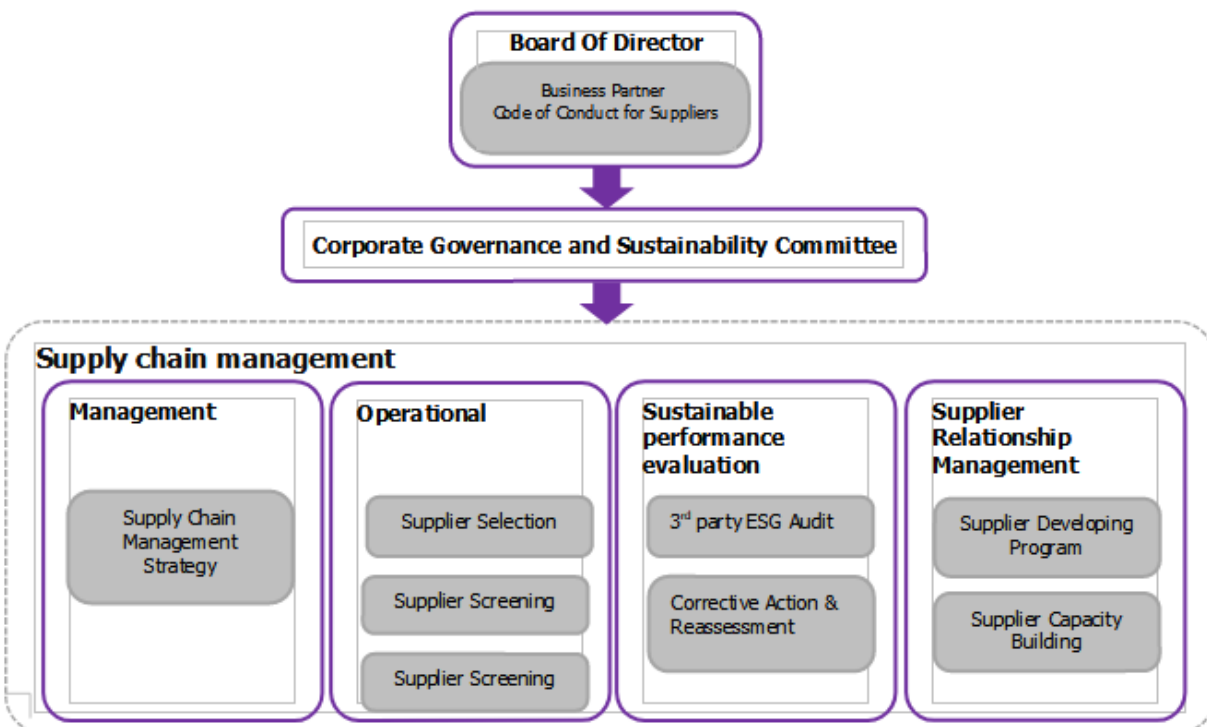 Board Of Director
Business Partner
Code of Conduct for Suppliers
Corporate Governance and Sustainability Committee
Supply chain management
Management
Supply Chain
Management
Strategy
Operational
Supplier Selection
Supplier Screening
Supplier Screening
Sustainable
performance
evaluation
3rd party ESG Audit
Corrective Action &
Reassessment
Supplier
Relationship
Management
Supplier Developing
Program
Supplier Capacity
Building